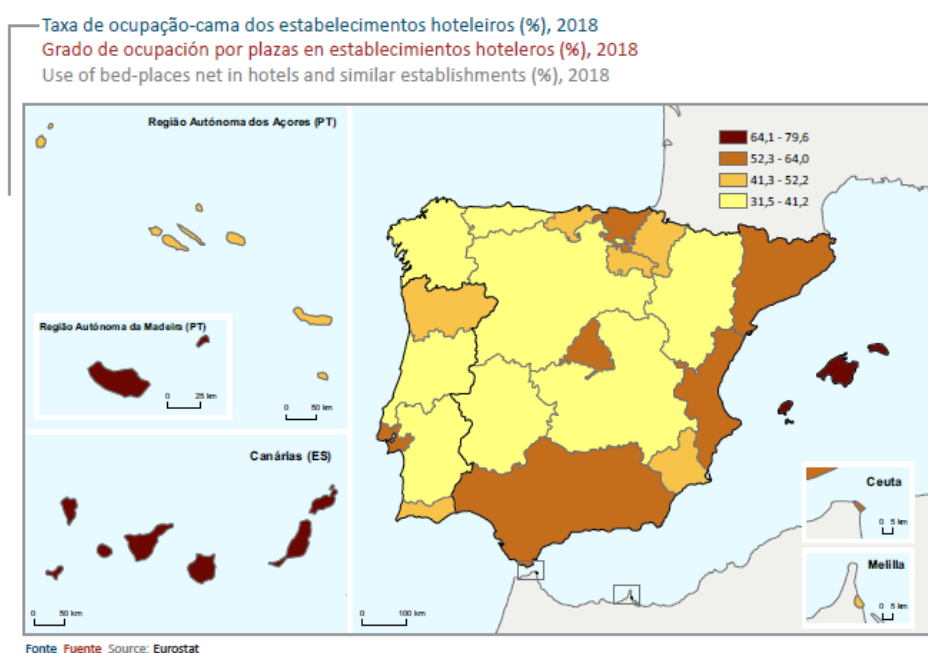 Taxa de ocupação-cama dos estabelecimentos hoteleiros (%), 2018
Grado de ocupación por plazas en establecimientos hoteleros (%), 2018
Use of bed-places net in hotels and similar establishments (%), 2018
Região Autónoma dos Açores (PT)
64,1 - 79,6
52,3 - 64,0
41,3 - 52,2
31,5 - 41,2
Região Autónoma da Madeira (PT)
0 25 km
0 50 km
Canárias (ES)
0 50 km
0 100 km
Ceuta
0 5 km
Melilla
0 5 km
Fonte Fuente Source: Eurostat